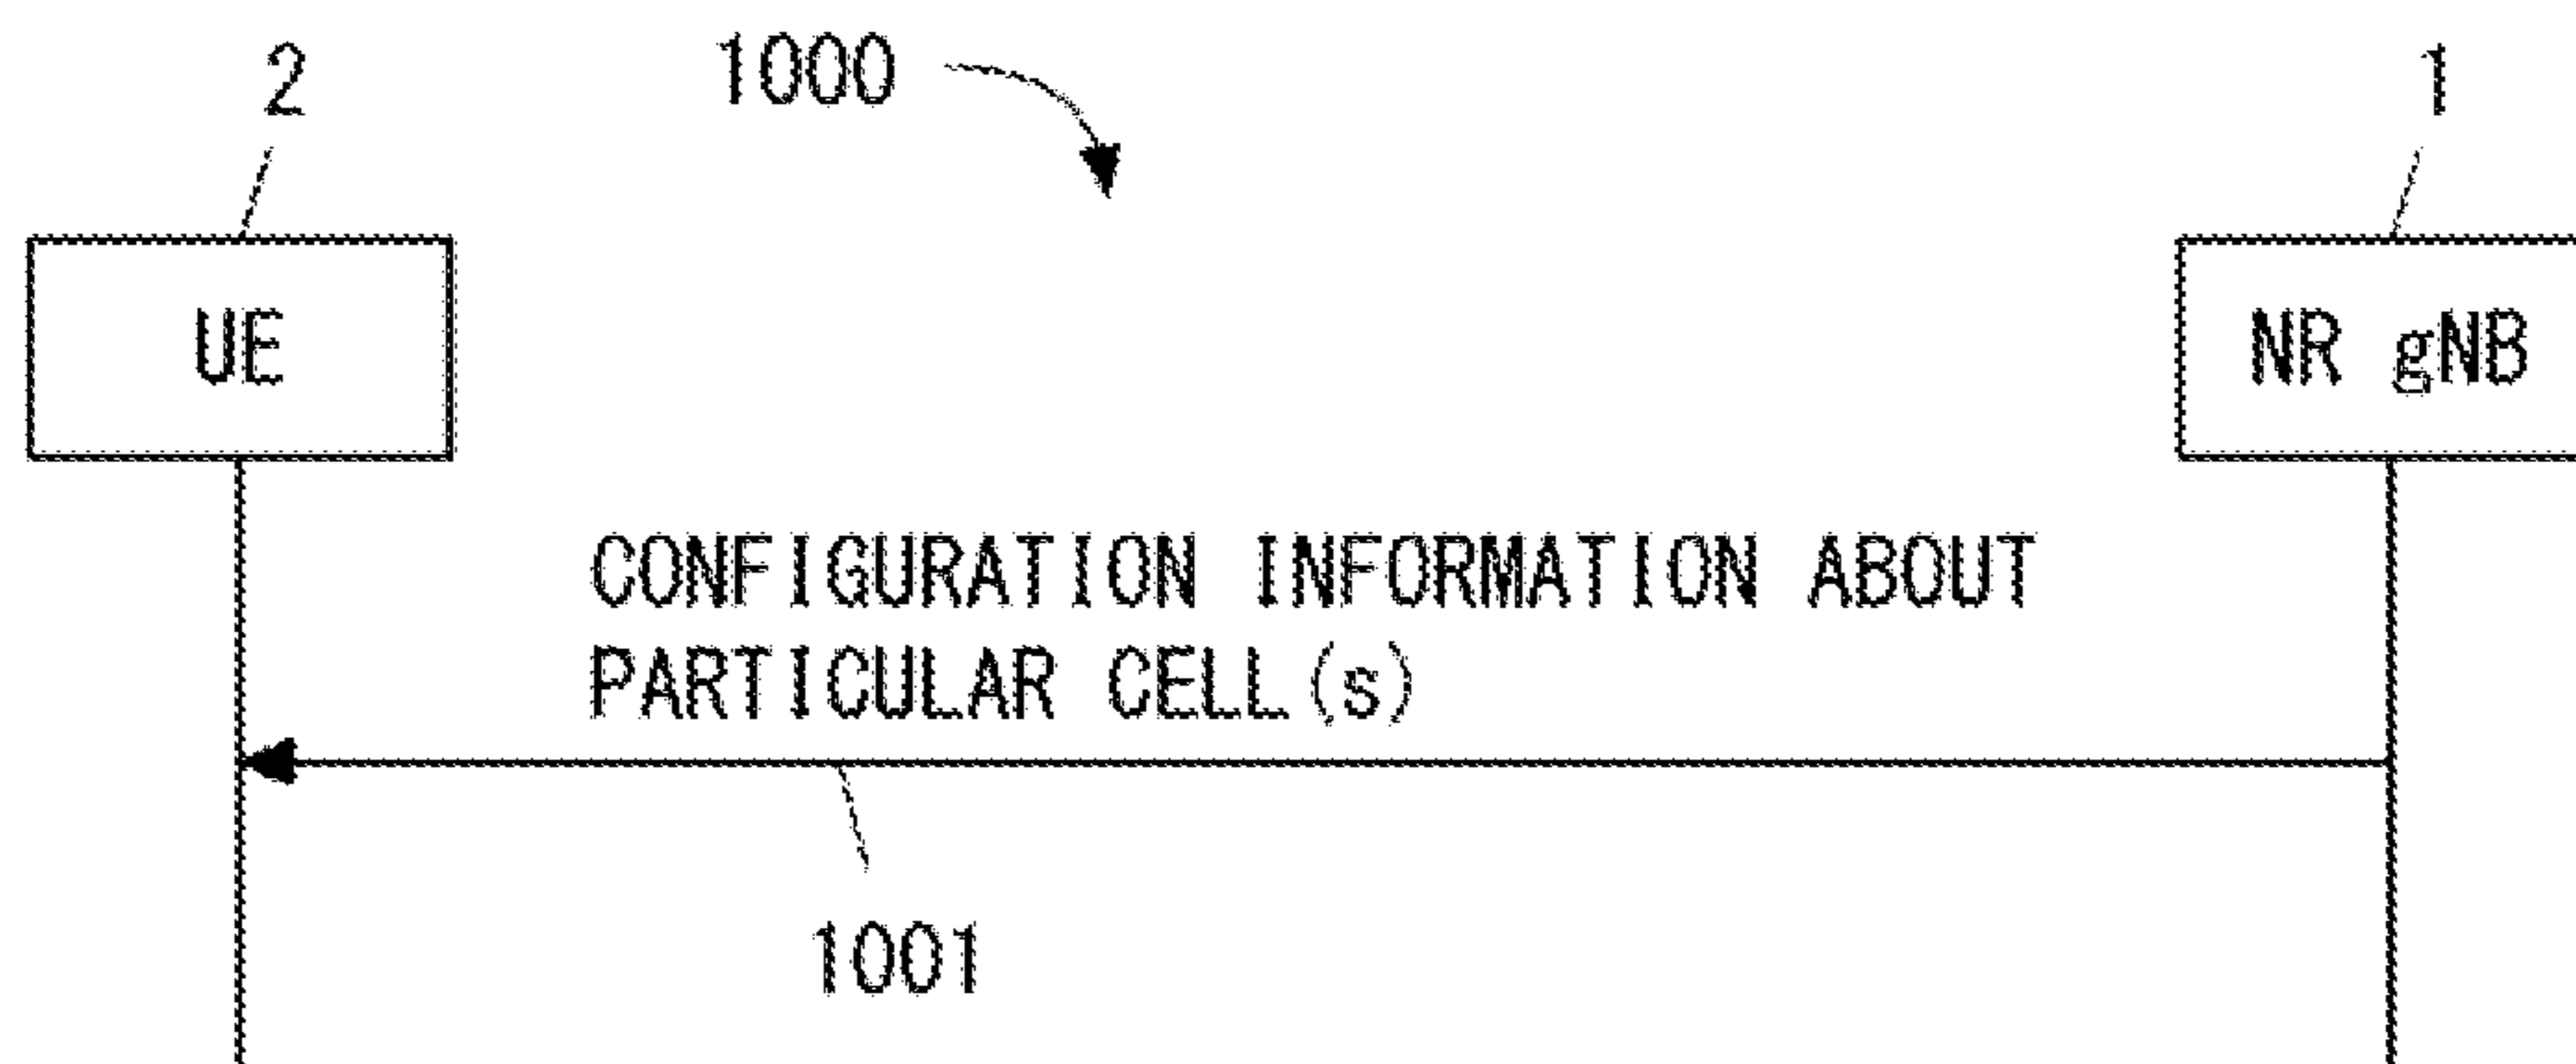 2
1000
1
UE
NR gNB
CONFIGURATION INFORMATION ABOUT
PARTICULAR CELL(s)
1001